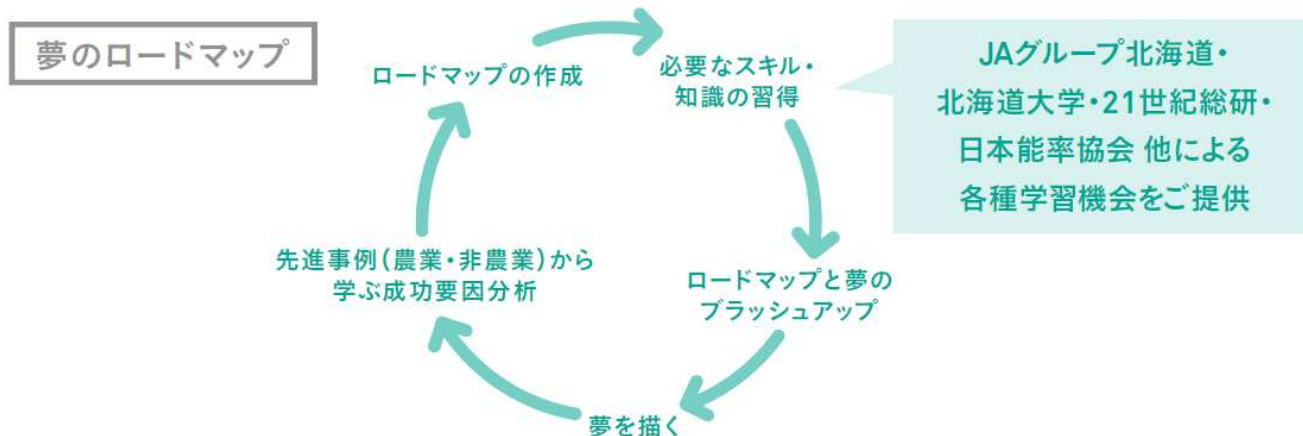 夢のロードマップ
ロードマップの作成
必要なスキル・
知識の習得
JAグループ北海道・
北海道大学・21世紀総研・
日本能率協会 他による
各種学習機会をご提供
ロードマップと夢の
ブラッシュアップ
夢を描く
先進事例(農業・非農業)から
学ぶ成功要因分析